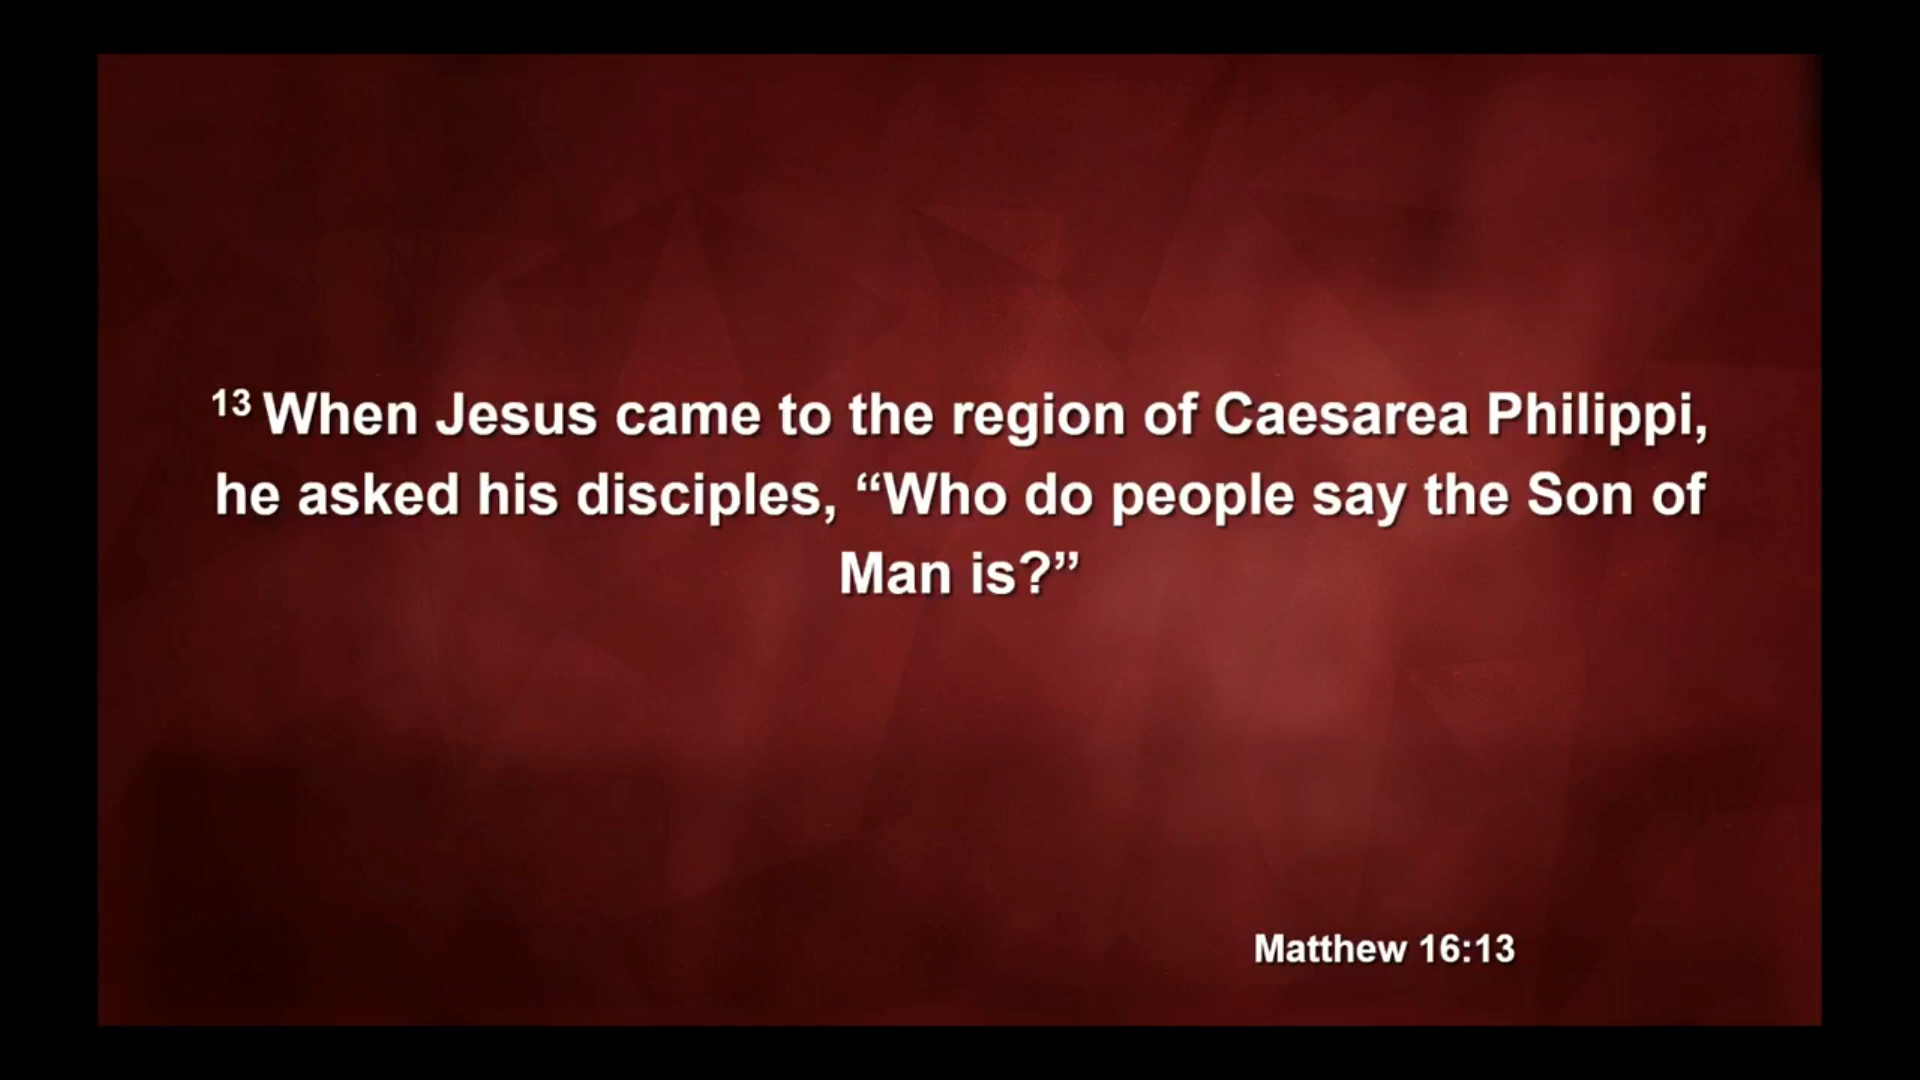 13 When Jesus came to the region of Caesarea Philippi,
he asked his disciples, “Who do people say the Son of
Man is?”
Matthew 16:13